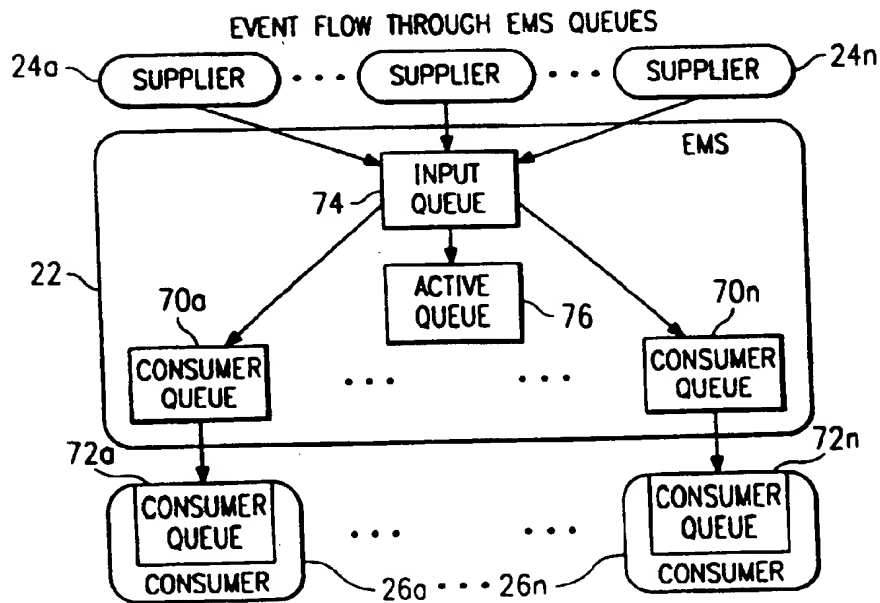 EVENT FLOW THROUGH EMS QUEUES
24a SUPPLIER ... SUPPLIER ... SUPPLIER 24n
EMS
INPUT
QUEUE
74
22
ACTIVE
QUEUE
76
70a
70n
CONSUMER
QUEUE
... ...
CONSUMER
QUEUE
72a
72n
CONSUMER
QUEUE
CONSUMER
... ...
CONSUMER
QUEUE
CONSUMER
26a ... 26n